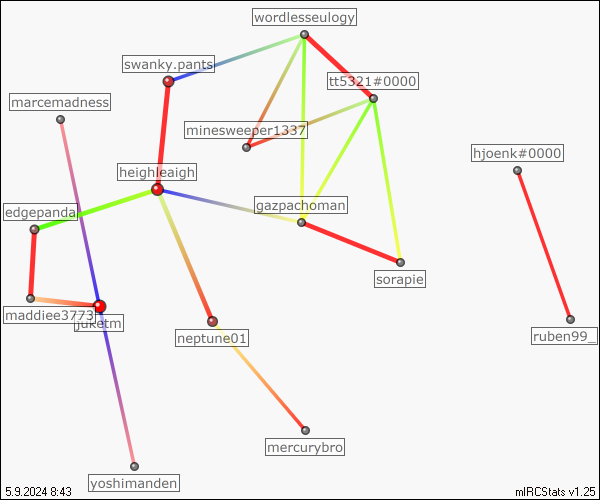 wordlesseulogy
swanky.pants
tt5321#0000
marcemadness
minesweeper1337
hjoenk#0000
heighleaigh
gazpachoman
edgepanda
sorapie
maddiee3773
juketm
neptune01
ruben99_
mercurybro
yoshimanden
5.9.2024 8:43
mIRCStats v1.25